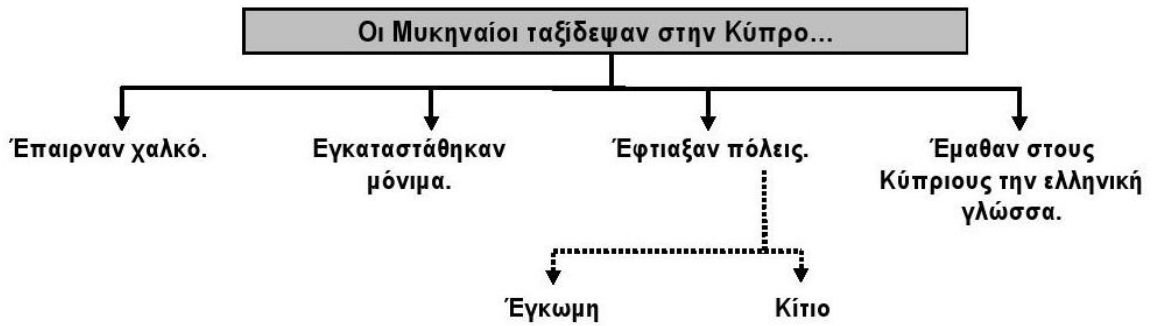 Οι Μυκηναίοι ταξίδεψαν στην Κύπρο…
Έπαιρναν χαλκό.
Εγκαταστάθηκαν
μόνιμα.
Έφτιαξαν πόλεις.
Έμαθαν στους
Κύπριους την ελληνική
γλώσσα.
Έγκωμη
Κίτιο